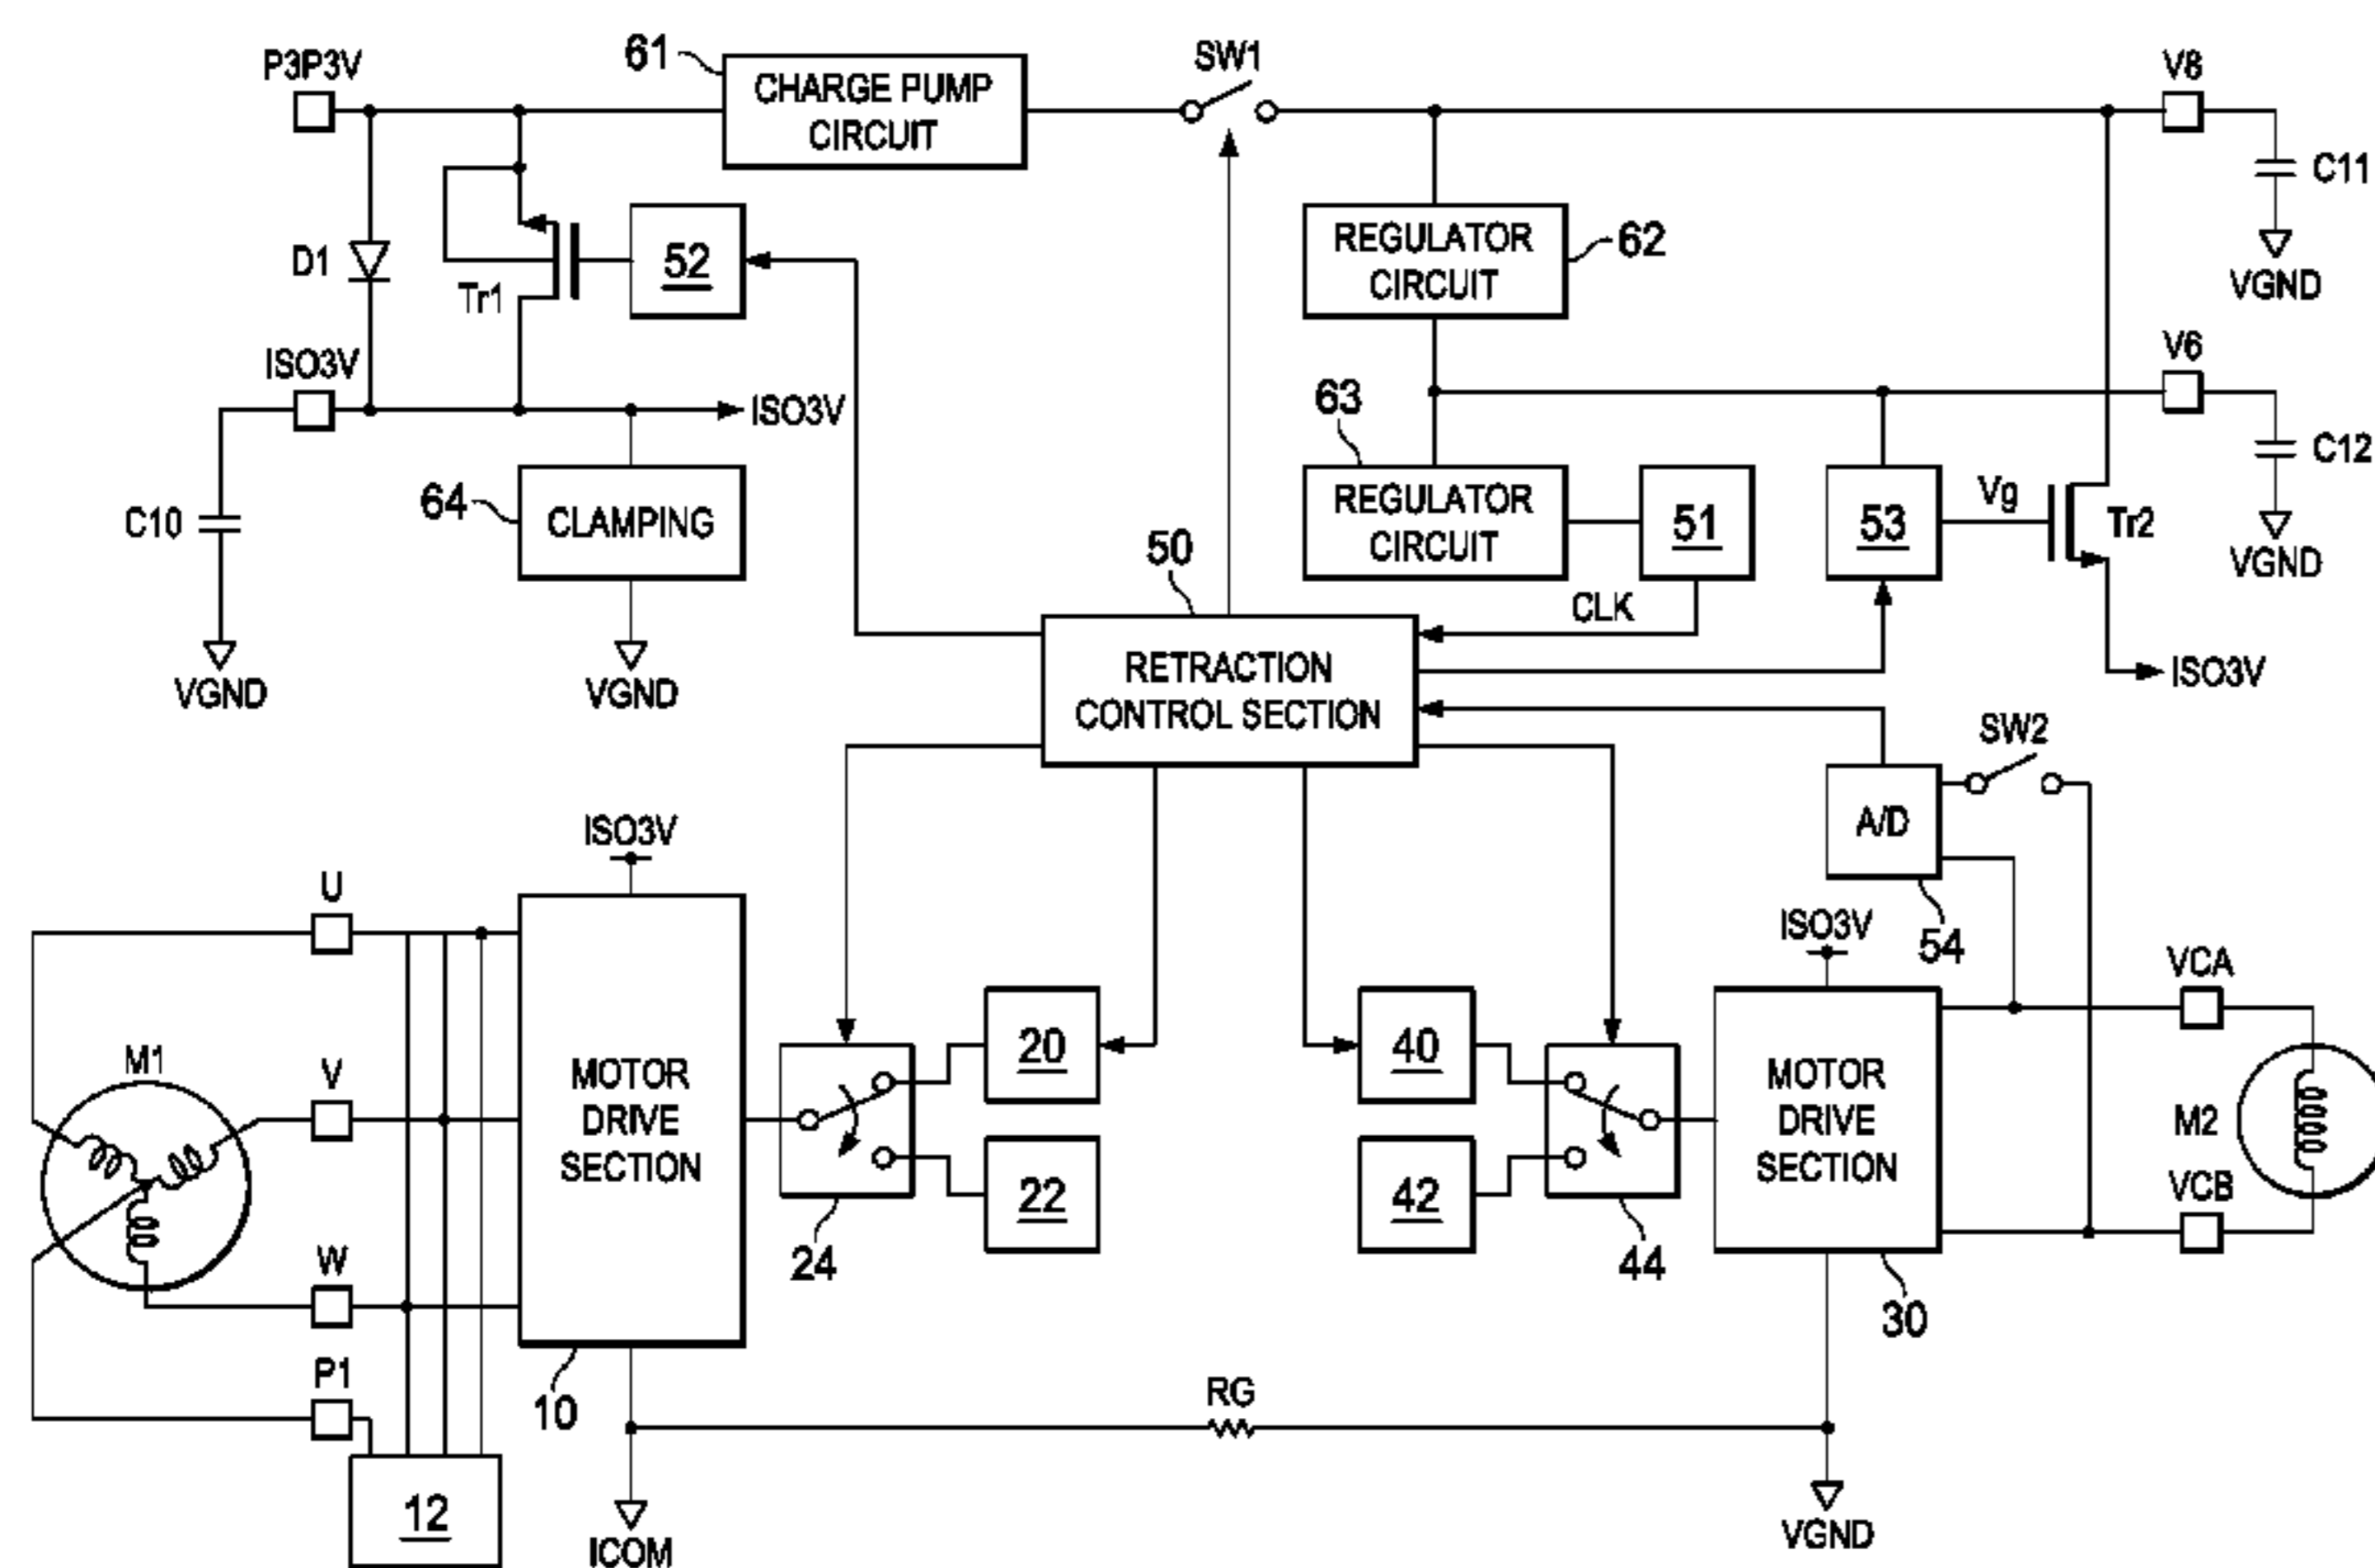 P3P3V
61
CHARGE PUMP
CIRCUIT
SW1
V8
C11
VGND
D1
Tr1
52
REGULATOR
CIRCUIT
62
ISO3V
ISO3V
V6
C12
VGND
63
REGULATOR
CIRCUIT
51
53
Vg
Tr2
C10
64
CLAMPING
CLK
50
RETRACTION
CONTROL SECTION
VGND
VGND
ISO3V
SW2
A/D
54
ISO3V
ISO3V
U
V
W
P1
M1
MOTOR
DRIVE
SECTION
10
12
20
22
24
40
42
44
MOTOR
DRIVE
SECTION
30
VCA
M2
VCB
RG
ICOM
VGND